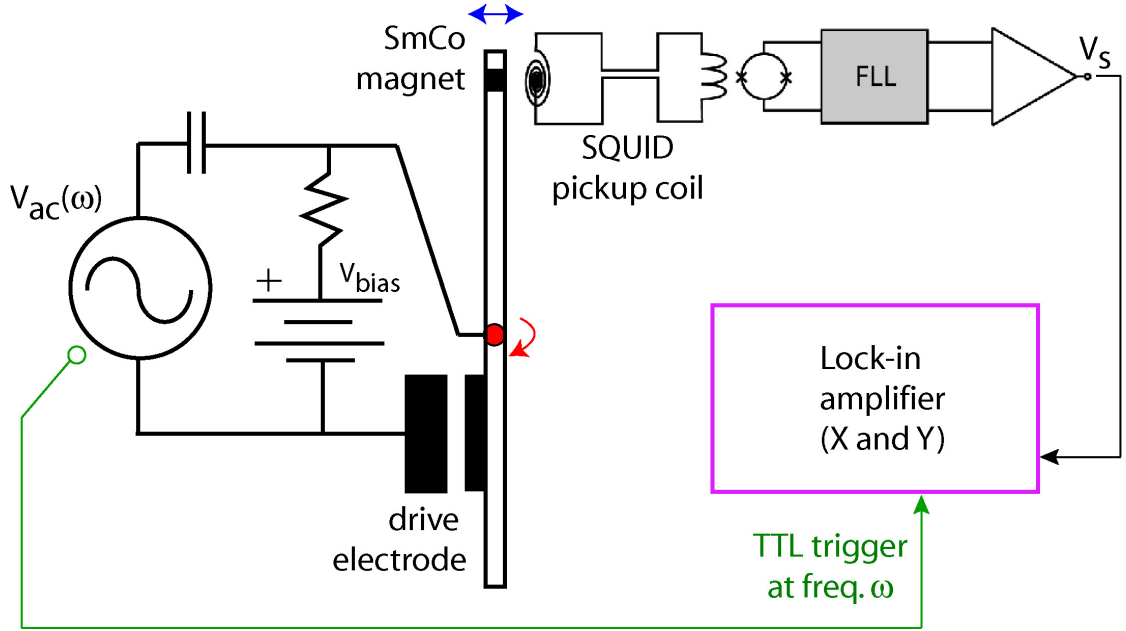 SmCo
magnet
FLL
Vs
SQUID
pickup coil
Vac(ω)
+
Vbias
Lock-in
amplifier
(X and Y)
drive
electrode
TTL trigger
at freq. ω